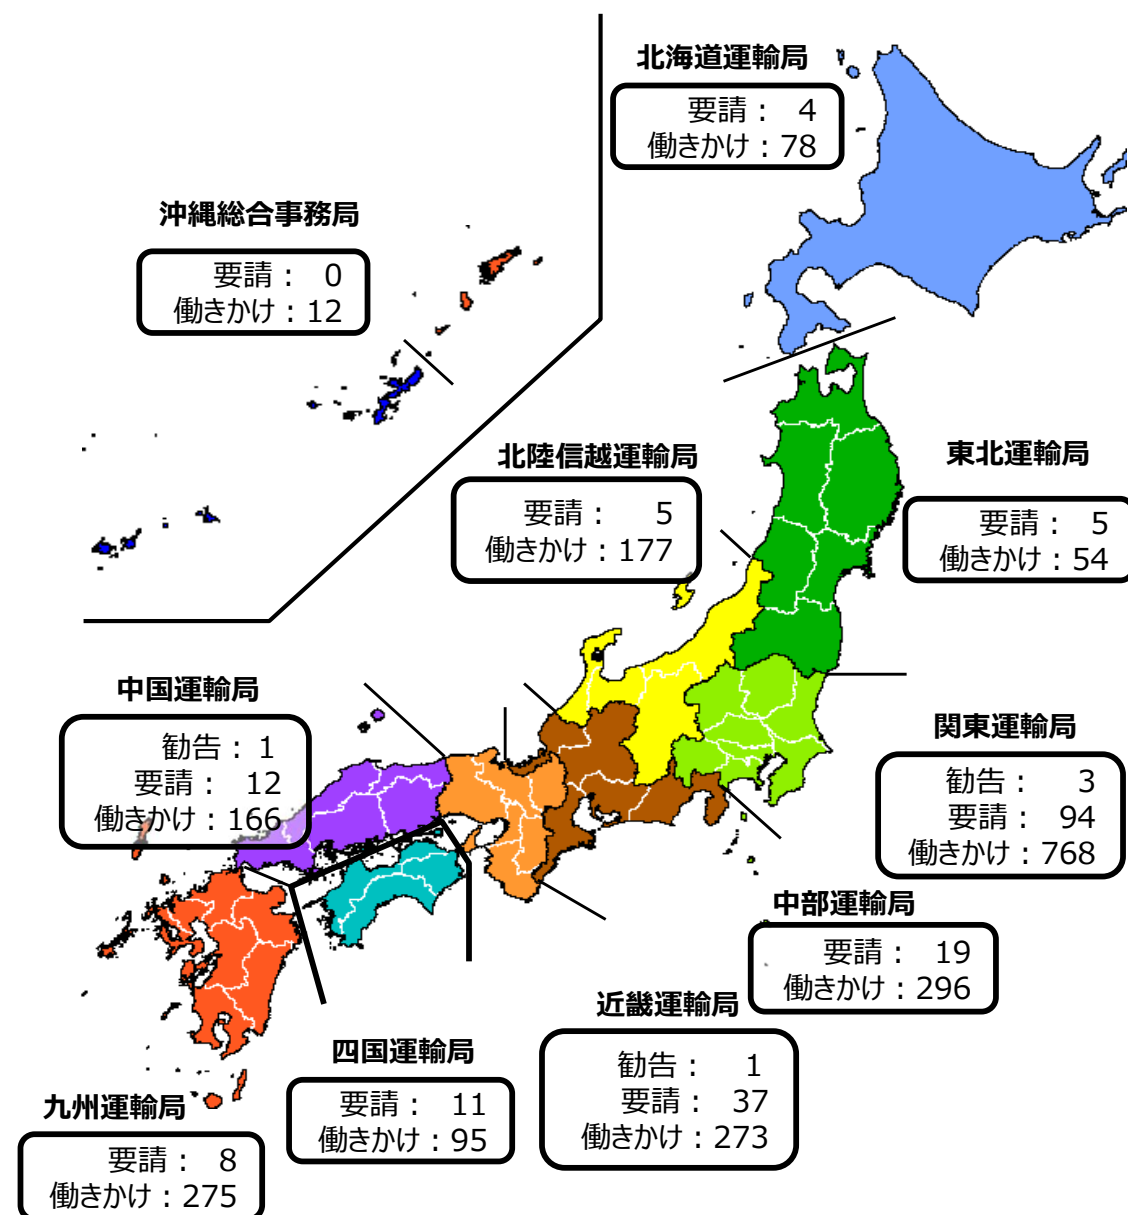 北海道運輸局
要請： 4
働きかけ：78
沖縄総合事務局
要請： 0
働きかけ：12
北陸信越運輸局
要請： 5
働きかけ：177
東北運輸局
要請： 5
働きかけ：54
中国運輸局
勧告：1
要請： 12
働きかけ：166
関東運輸局
勧告： 3
要請： 94
働きかけ：768
中部運輸局
要請： 19
働きかけ：296
近畿運輸局
勧告： 1
要請： 37
働きかけ：273
四国運輸局
要請： 11
働きかけ：95
九州運輸局
要請： 8
働きかけ：275